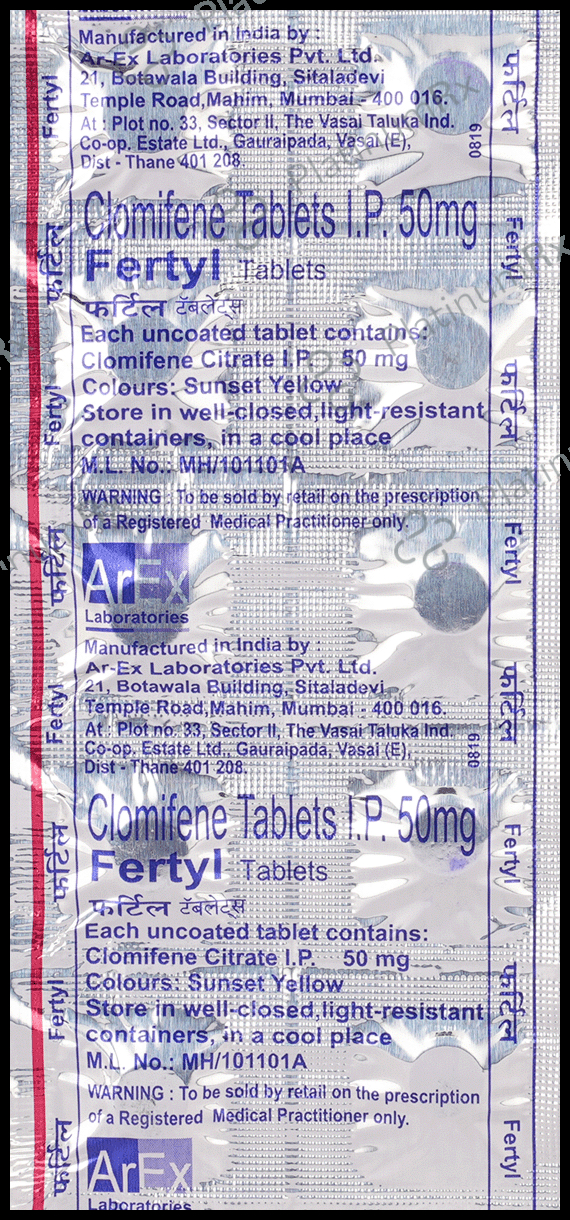 Manufactured in India by :
Ar-Ex Laboratories Pvt. Ltd.
21, Botawala Building, Sitaladevi
Temple Road,Mahim, Mumbai - 400 016.
At : Plot no. 33, Sector II, The Vasai Taluka Ind.
Co-op. Estate Ltd., Gauraipada, Vasai (E),
Dist - Thane 401 208.
0819
Clomifene Tablets I.P. 50mg
Fertyl Tablets
फर्टिल टॅबलेट्स
Each uncoated tablet contains:
Clomifene Citrate I.P. 50 mg
Colours: Sunset Yellow
Store in well-closed,light-resistant
containers, in a cool place
M.L. No.: MH/101101A
WARNING : To be sold by retail on the prescription
of a Registered Medical Practitioner only.
ArEx
Laboratories
Manufactured in India by :
Ar-Ex Laboratories Pvt. Ltd.
21, Botawala Building, Sitaladevi
Temple Road,Mahim, Mumbai - 400 016.
At : Plot no. 33, Sector II, The Vasai Taluka Ind.
Co-op. Estate Ltd., Gauraipada, Vasai (E),
Dist - Thane 401 208.
0819
Clomifene Tablets I.P. 50mg
Fertyl Tablets
फर्टिल टॅबलेट्स
Each uncoated tablet contains:
Clomifene Citrate I.P. 50 mg
Colours: Sunset Yellow
Store in well-closed,light-resistant
containers, in a cool place
M.L. No.: MH/101101A
WARNING : To be sold by retail on the prescription
of a Registered Medical Practitioner only.
ArEx
Laboratories
Fertyl
फर्टिल
Fertyl
फर्टिल
Fertyl
फर्टिल
Fertyl
फर्टिल
फर्टिल
Fertyl
फर्टिल
Fertyl
फर्टिल
Fertyl
फर्टिल
Fertyl
PlatinumRx